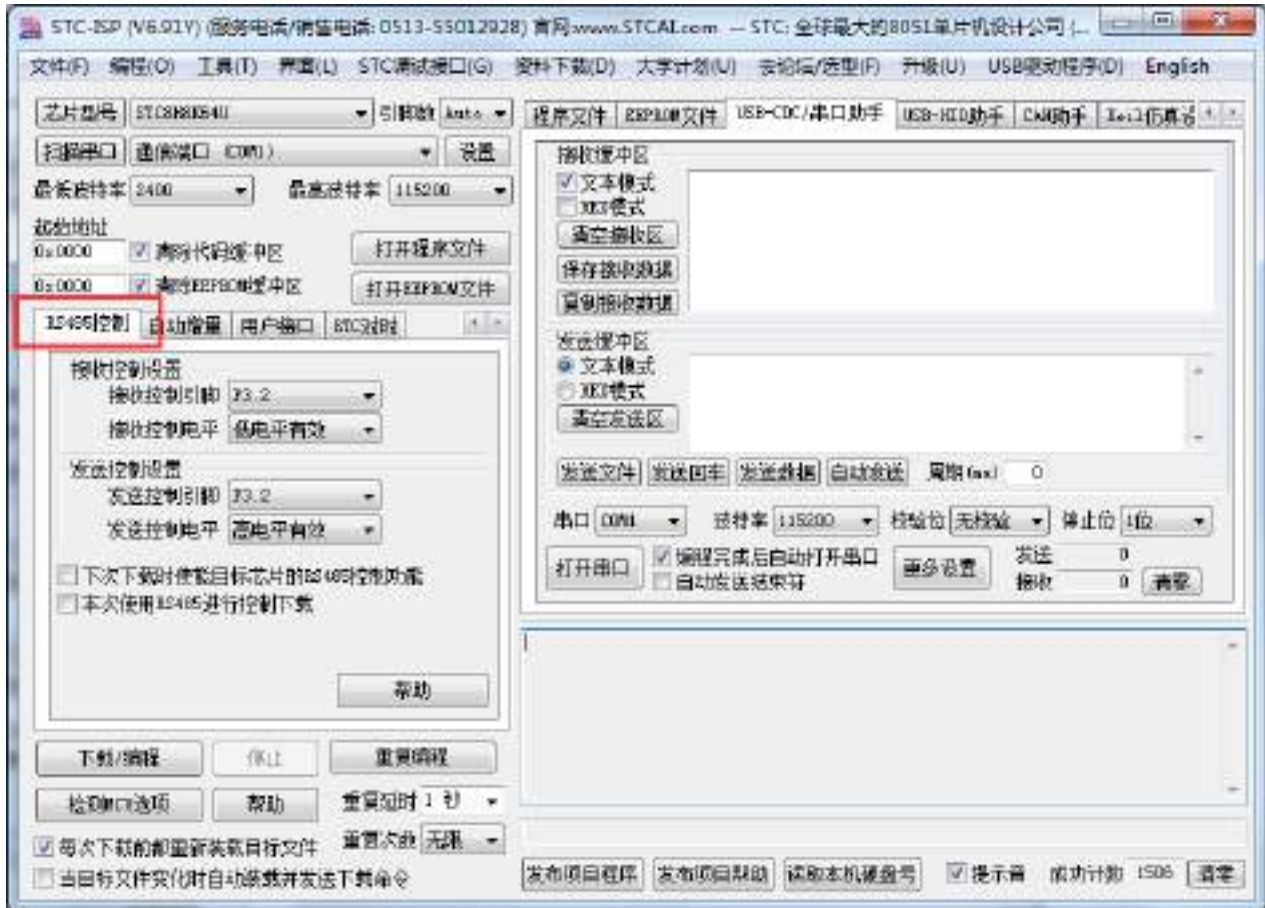 STC-ISP (V6.91Y) (服务电话/销售电话: 0513-55012928) 官网:www.STCAI.com -- STC: 全球最大的8051单片机设计公司 (...
文件(F) 编程(O) 工具(T) 界面(L) STC测试接口(G) 资料下载(D) 大学计划(U) 去论坛/选型(F) 升级(U) USB驱动程序(D) English
芯片型号 STC8H8K64U 引脚数 Auto
扫描串口 通信端口 (COM1) 设置
最低波特率 2400 最高波特率 115200
起始地址
0x0000 清除代码缓冲区 打开程序文件
0x0000 清除EEPROM缓冲区 打开EEPROM文件
RS485控制 自动增量 用户接口 STC对时
接收控制设置
接收控制引脚 P3.2
接收控制电平 低电平有效
发送控制设置
发送控制引脚 P3.2
发送控制电平 高电平有效
下次下载时使能目标芯片的RS485控制功能
本次使用RS485进行控制下载
帮助
下载/编程 停止 重复编程
检测MCU选项 帮助 重复延时 1 秒
重复次数 无限
每次下载前都重新装载目标文件
当目标文件变化时自动装载并发送下载命令
程序文件 EEPROM文件 USB-CDC/串口助手 USB-HID助手 CAN助手 Keil仿真设
接收缓冲区
文本模式
HEX模式
清空接收区
保存接收数据
复制接收数据
发送缓冲区
文本模式
HEX模式
清空发送区
发送文件 发送回车 发送数据 自动发送 周期(ms) 0
串口 COM1 波特率 115200 校验位 无校验 停止位 1位
打开串口 编程完成后自动打开串口 更多设置 发送 0
自动发送结束符 接收 0 清零
发布项目程序 发布项目帮助 读取本机硬盘号 提示音 成功计数 1506 清零